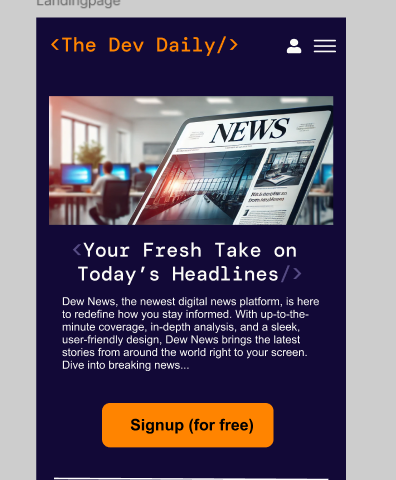 Landingpage
<The Dev Daily/>
NEWS
<Your Fresh Take on
Today's Headlines/>
Dew News, the newest digital news platform, is here
to redefine how you stay informed. With up-to-the-
minute coverage, in-depth analysis, and a sleek,
user-friendly design, Dew News brings the latest
stories from around the world right to your screen.
Dive into breaking news...
Signup (for free)